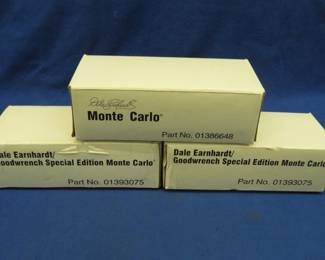 Monte Carlo®
Part No. 01386648
Dale Earnhardt/
Goodwrench Special Edition Monte Carlo®
Part No. 01393075
Dale Earnhardt/
Goodwrench Special Edition Monte Carlo
Part No. 01393075